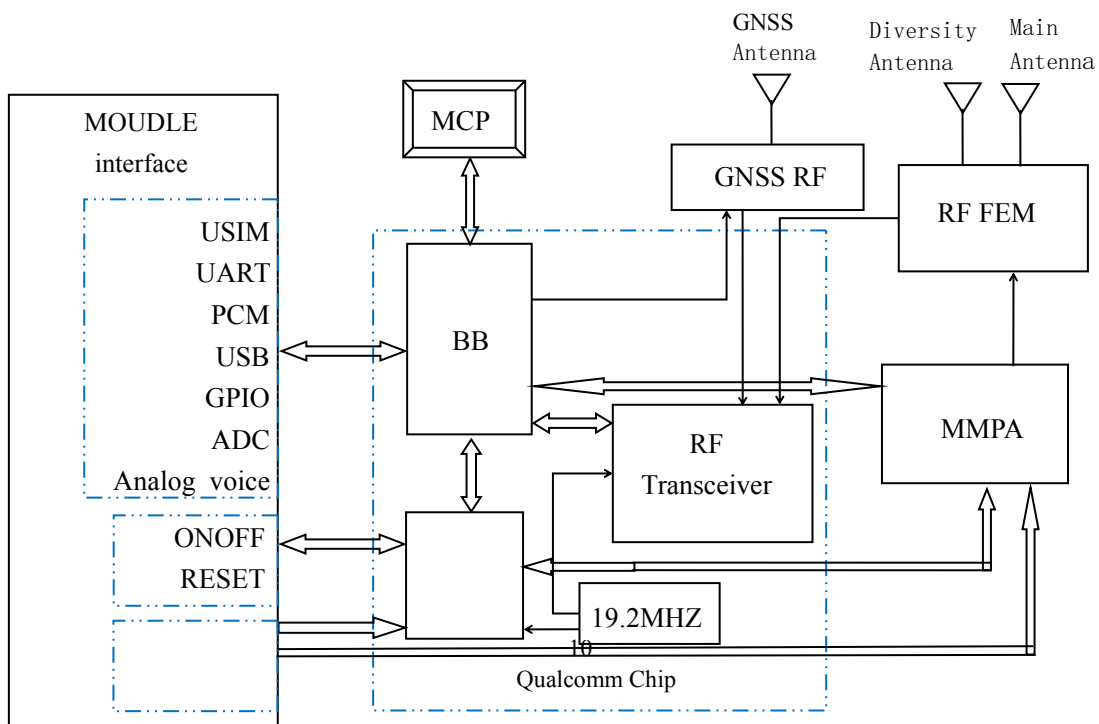 GNSS
Antenna
Diversity
Antenna
Main
Antenna
MOUDLE
interface
MCP
GNSS RF
RF FEM
USIM
UART
PCM
USB
GPIO
ADC
Analog voice
BB
RF
Transceiver
MMPA
ONOFF
RESET
19.2MHZ
10
Qualcomm Chip